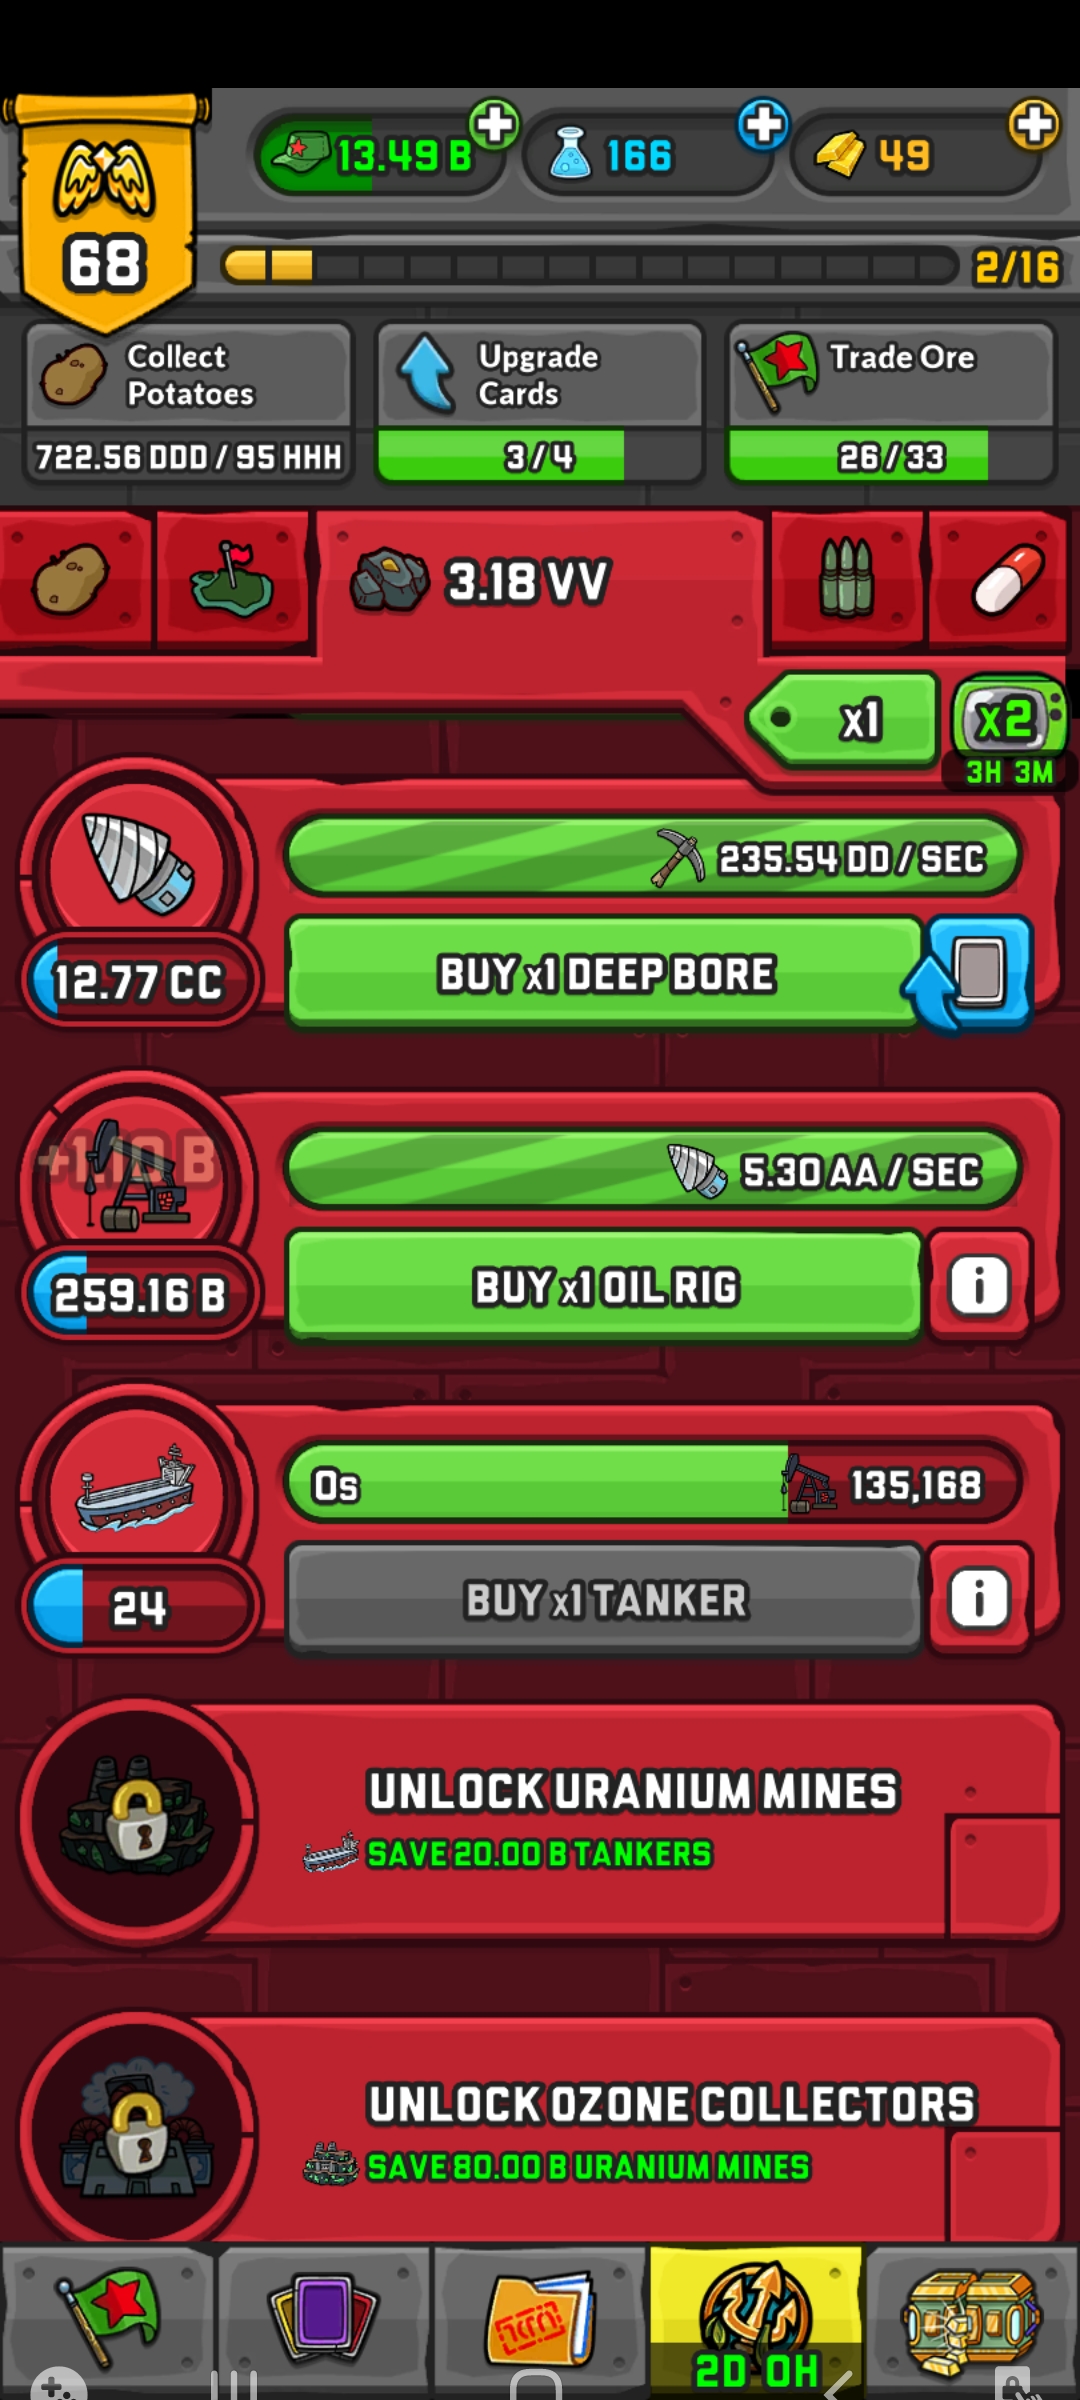 13.49 B
166
49
68
2/16
Collect
Potatoes
722.56 DDD / 95 HHH
Upgrade
Cards
3/4
Trade Ore
26/33
3.18 VV
x1
x2
3H 3M
235.54 DD / SEC
12.77 CC
BUY x1 DEEP BORE
+1.10 B
5.30 AA / SEC
259.16 B
BUY x1 OIL RIG
i
0s
135,168
24
BUY x1 TANKER
i
UNLOCK URANIUM MINES
SAVE 20.00 B TANKERS
UNLOCK OZONE COLLECTORS
SAVE 80.00 B URANIUM MINES
2D 0H